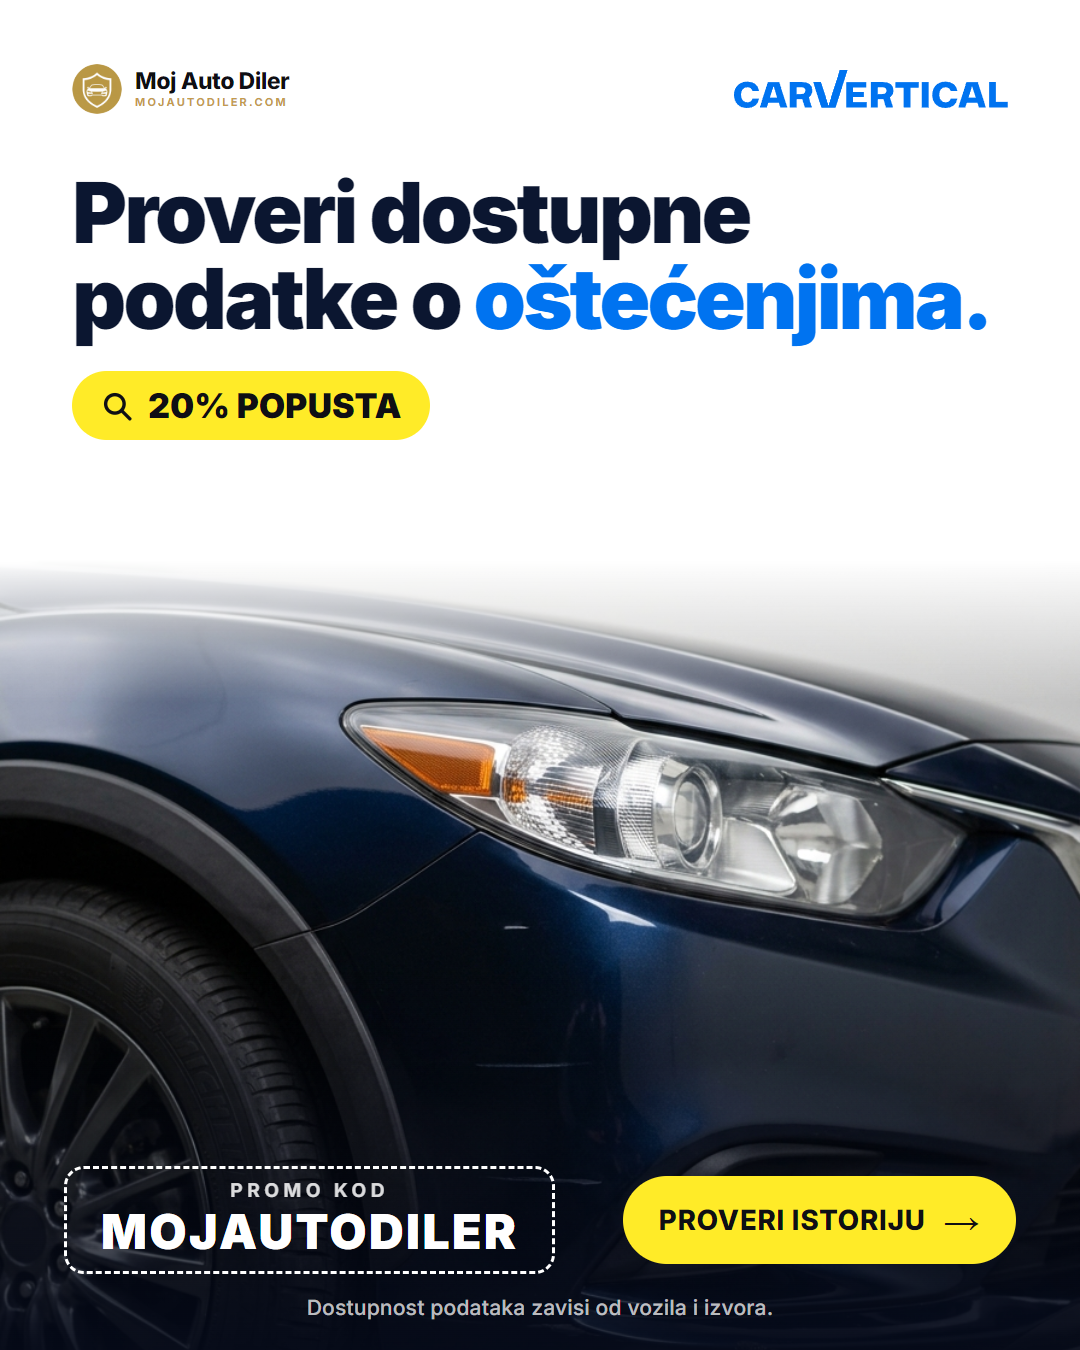 Moj Auto Diler
MOJAUTODILER.COM
CARVERTICAL
Proveri dostupne
podatke o oštećenjima.
20% POPUSTA
PROMO KOD
MOJAUTODILER
PROVERI ISTORIJU →
Dostupnost podataka zavisi od vozila i izvora.